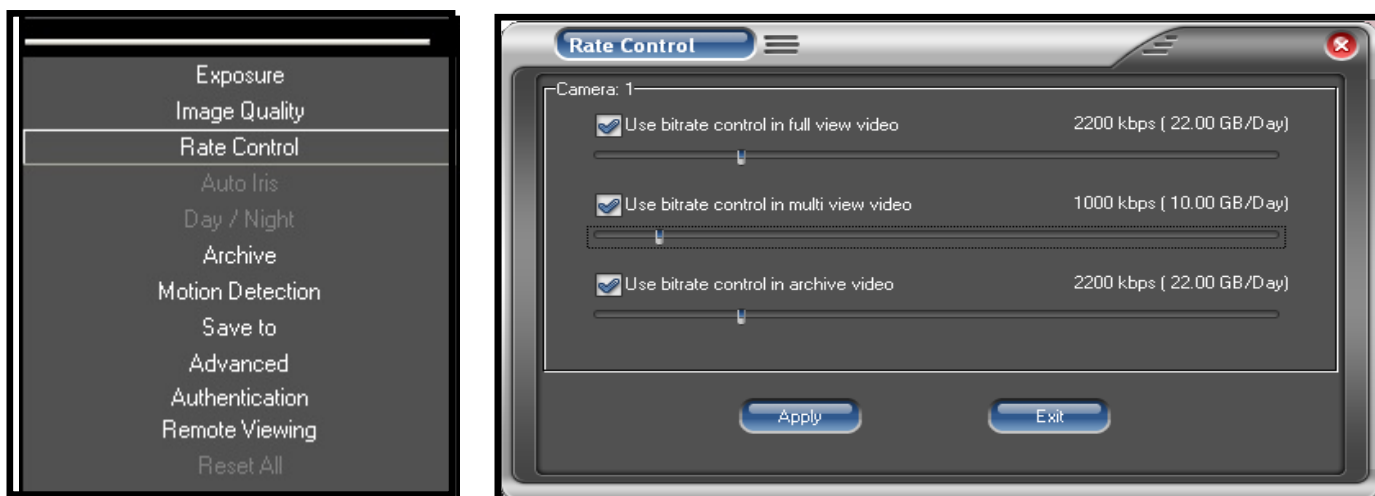 Exposure
Image Quality
Rate Control
Auto Iris
Day / Night
Archive
Motion Detection
Save to
Advanced
Authentication
Remote Viewing
Reset All
Rate Control
Camera: 1
Use bitrate control in full view video 2200 kbps ( 22.00 GB/Day)
Use bitrate control in multi view video 1000 kbps ( 10.00 GB/Day)
Use bitrate control in archive video 2200 kbps ( 22.00 GB/Day)
Apply Exit